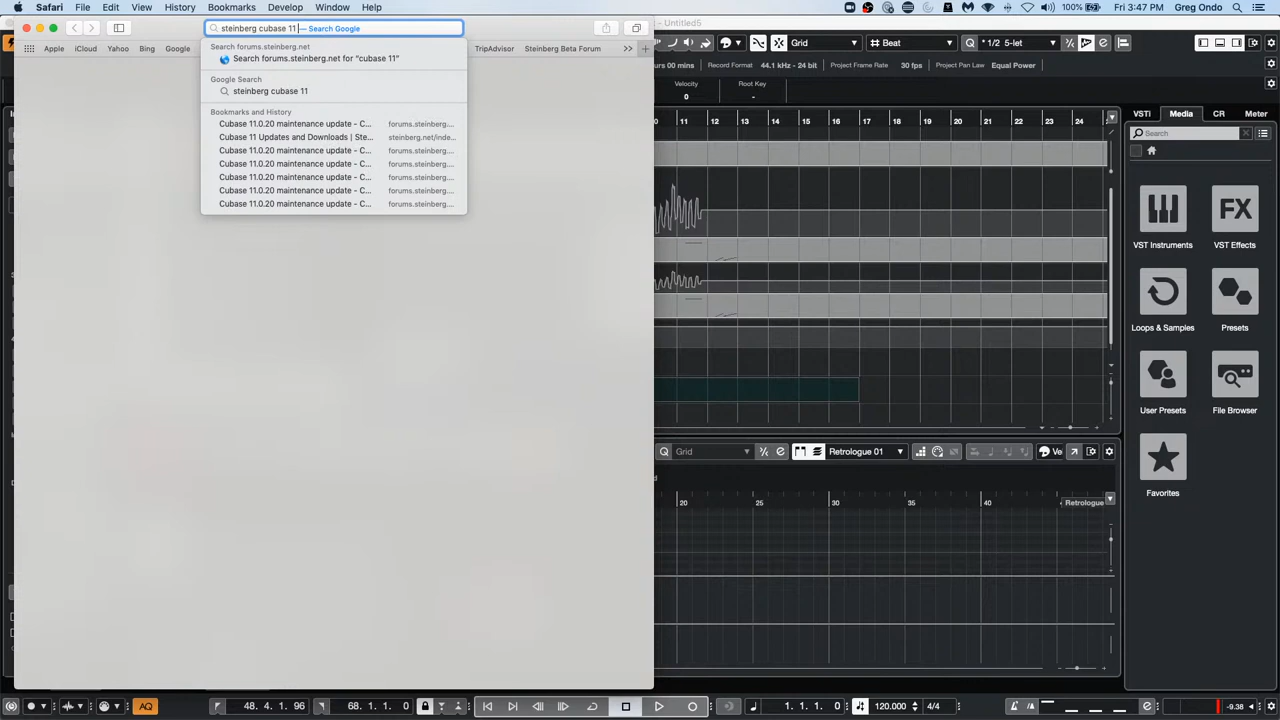 Safari File Edit View History Bookmarks Develop Window Help
100% Fri 3:47 PM Greg Ondo
steinberg cubase 11 — Search Google
- Untitled5
Apple iCloud Yahoo Bing Google
TripAdvisor Steinberg Beta Forum
Search forums.steinberg.net
Search forums.steinberg.net for "cubase 11"
Google Search
steinberg cubase 11
Bookmarks and History
Cubase 11.0.20 maintenance update - C... forums.steinberg....
Cubase 11 Updates and Downloads | Ste... steinberg.net/inde...
Cubase 11.0.20 maintenance update - C... forums.steinberg....
Cubase 11.0.20 maintenance update - C... forums.steinberg....
Cubase 11.0.20 maintenance update - C... forums.steinberg....
Cubase 11.0.20 maintenance update - C... forums.steinberg....
Cubase 11.0.20 maintenance update - C... forums.steinberg....
Grid Beat 1/2 5-let
00 mins Record Format 44.1 kHz - 24 bit Project Frame Rate 30 fps Project Pan Law Equal Power
Velocity Root Key
0 -
11 12 13 14 15 16 17 18 19 20 21 22 23 24
VSTi Media CR Meter
Search
VST Instruments VST Effects
Loops & Samples Presets
User Presets File Browser
Favorites
Grid Retrologue 01 Ve
20 25 30 35 40
Retrologue
AQ 48. 4. 1. 96 68. 1. 1. 0 1. 1. 1. 0 120.000 4/4 -9.38